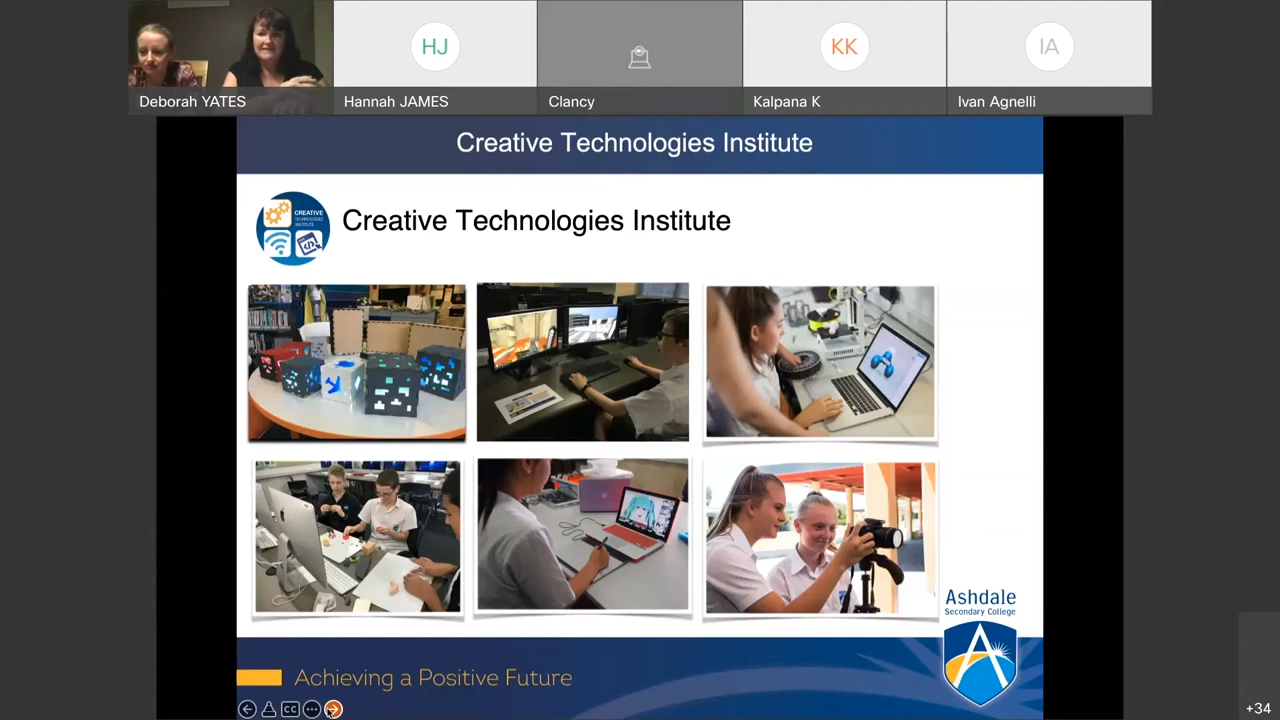 HJ
KK
IA
Deborah YATES
Hannah JAMES
Clancy
Kalpana K
Ivan Agnelli
Creative Technologies Institute
CREATIVE
TECHNOLOGIES
INSTITUTE
Creative Technologies Institute
Ashdale
Secondary College
Achieving a Positive Future
CC
+34